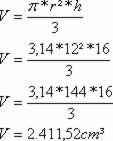 V = π*r²*h / 3
V = 3,14*12²*16 / 3
V = 3,14*144*16 / 3
V = 2.411,52cm³